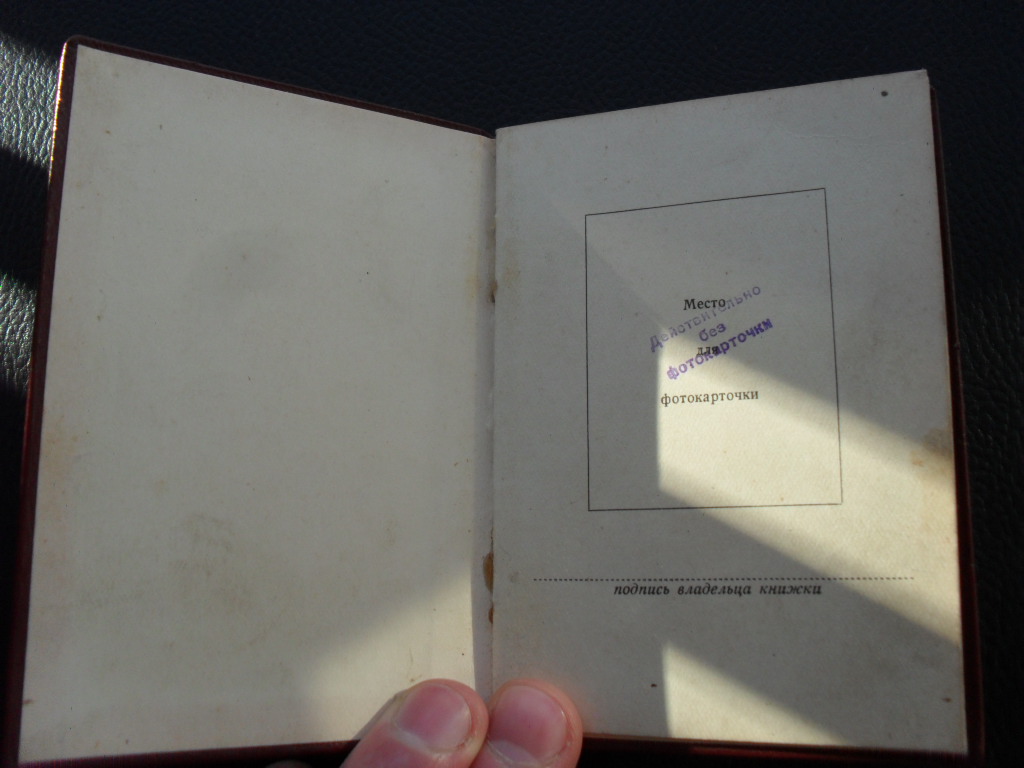 Место
Действительно
без
для
фотокарточки
фотокарточки
подпись владельца книжки